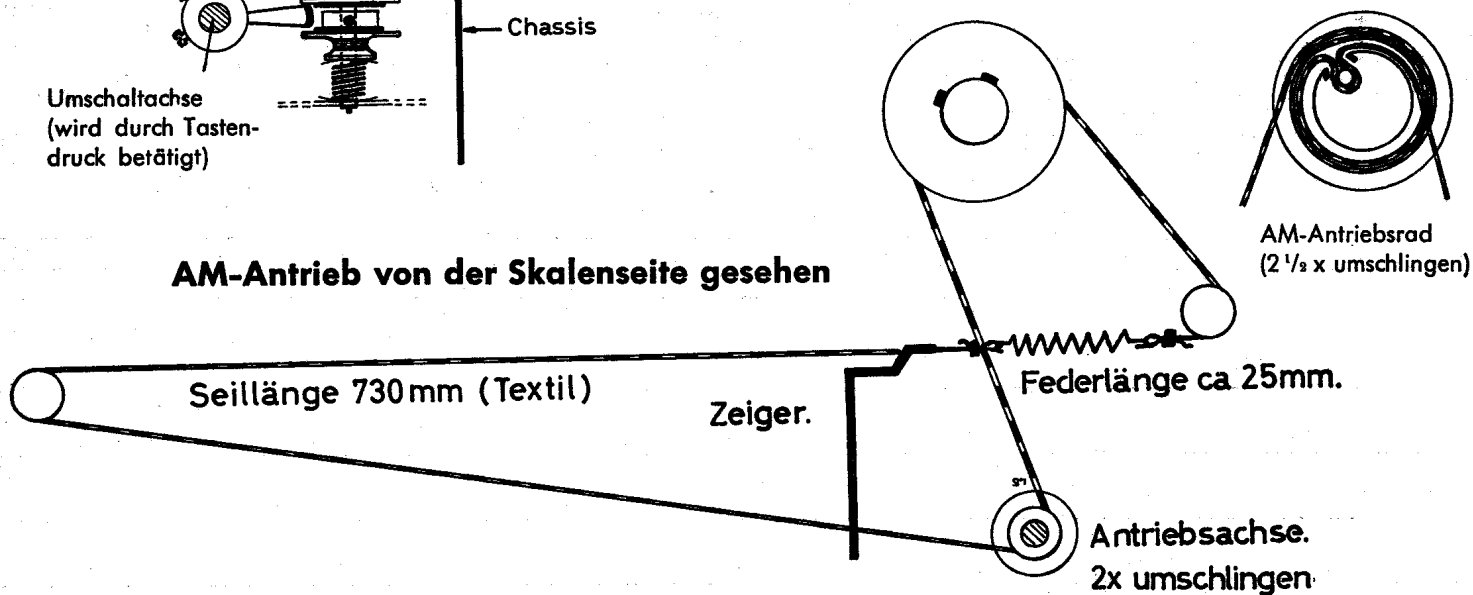 Chassis
Umschaltachse
(wird durch Tasten-
druck betätigt)
AM-Antriebsrad
(2 1/2 x umschlingen)
AM-Antrieb von der Skalenseite gesehen
Seillänge 730mm (Textil)
Federlänge ca 25mm.
Zeiger.
Antriebsachse.
2x umschlingen